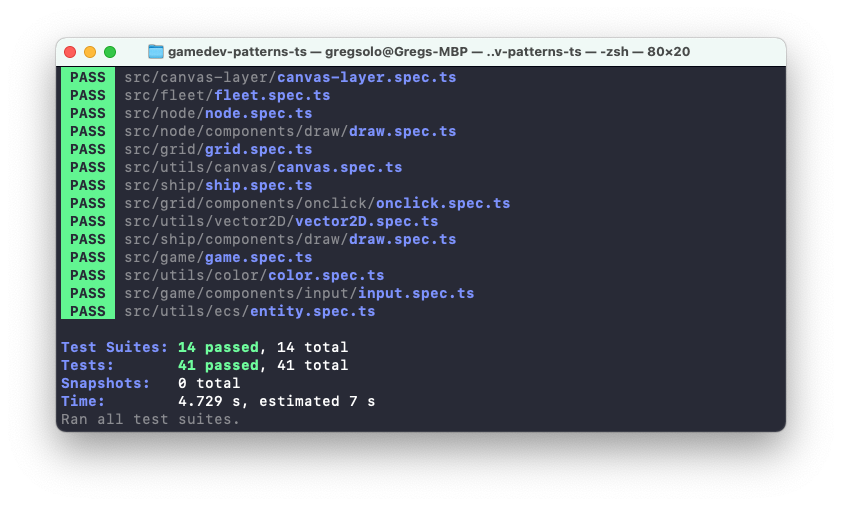 gamedev-patterns-ts — gregsolo@Gregs-MBP — ..v-patterns-ts — -zsh — 80×20
PASS src/canvas-layer/canvas-layer.spec.ts
PASS src/fleet/fleet.spec.ts
PASS src/node/node.spec.ts
PASS src/node/components/draw/draw.spec.ts
PASS src/grid/grid.spec.ts
PASS src/utils/canvas/canvas.spec.ts
PASS src/ship/ship.spec.ts
PASS src/grid/components/onclick/onclick.spec.ts
PASS src/utils/vector2D/vector2D.spec.ts
PASS src/ship/components/draw/draw.spec.ts
PASS src/game/game.spec.ts
PASS src/utils/color/color.spec.ts
PASS src/game/components/input/input.spec.ts
PASS src/utils/ecs/entity.spec.ts
Test Suites: 14 passed, 14 total
Tests: 41 passed, 41 total
Snapshots: 0 total
Time: 4.729 s, estimated 7 s
Ran all test suites.